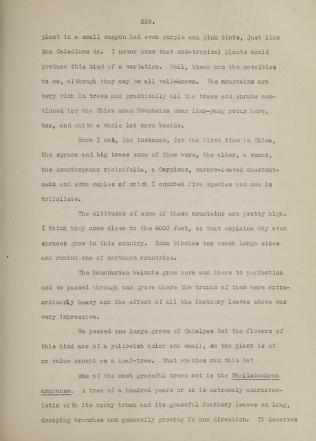 223.
plant in a small canyon had even purple and pink tints, just like
the Caladiums do. I never knew that non-tropical plants could
produce this kind of a variation. Well, these are the novelties
to me, although they may be all well-known. The mountains are
very rich in trees and practically all the trees and shrubs men-
tioned for the Chien shan Mountains near Liao-yang occur here,
too, and quite a whole lot more beside.
Here I met, for instance, for the first time in China,
the spruce and big trees some of them were, the elder, a sumac,
the Acanthopanax ricinifolia, a Carpinus, narrow-leaved chestnut-
oaks and some maples of which I counted five species and one is
trifoliate.
The altitudes of some of these mountains are pretty high.
I think they come close to the 4000 feet, so that explains why even
spruces grow in this country. Some birches too reach large sizes
and remind one of northern countries.
The Manchurian walnuts grow here and there to perfection
and we passed through one grove where the trunks of them were extra-
ordinarily heavy and the effect of all the feathery leaves above was
very impressive.
We passed one large grove of Catalpas but the flowers of
this kind are of a yellowish color and small, so the plant is of
no value except as a leaf-tree. What species can this be?
One of the most graceful trees met is the Phellodendron
amurense. A tree of a hundred years or so is extremely character-
istic with its corky trunk and its graceful feathery leaves on long,
drooping branches and generally growing in one direction. It deserves